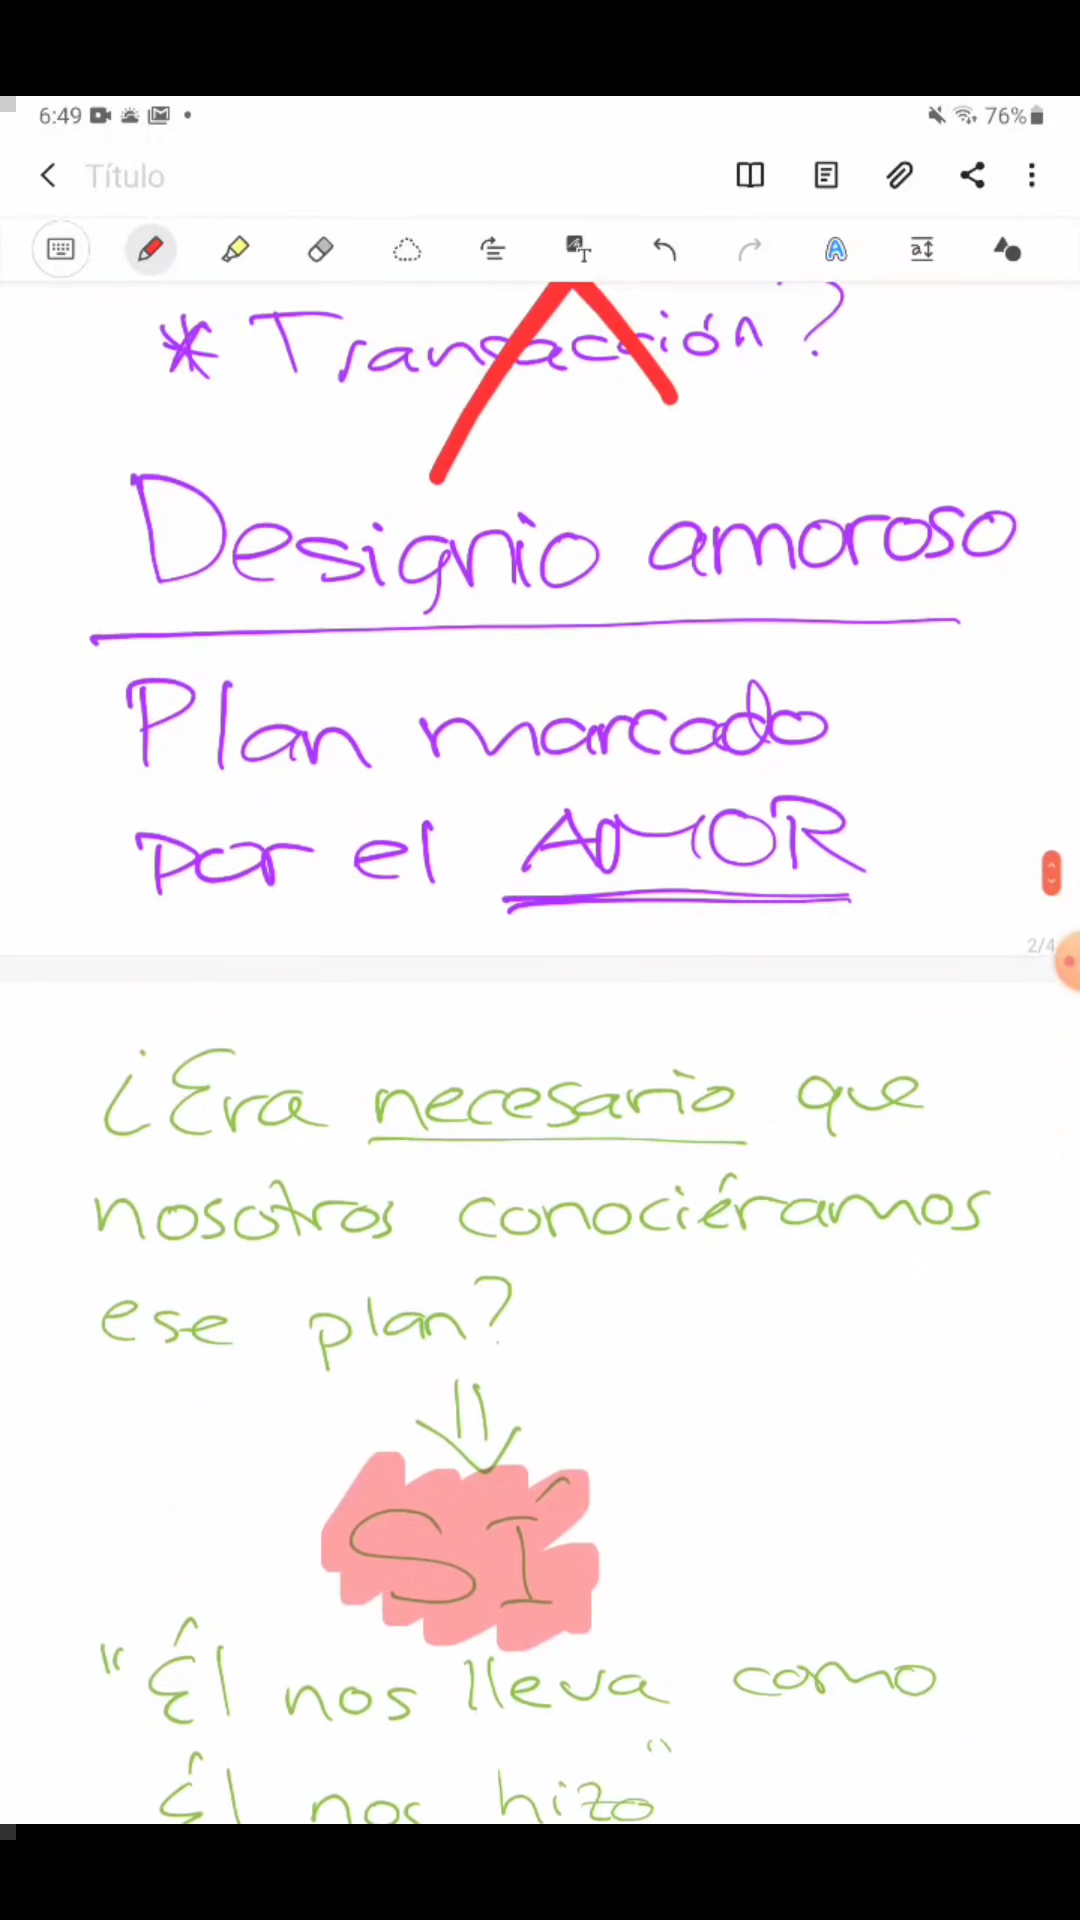 6:49
76%
Título
* Transacción?
Designio amoroso
Plan marcado
por el AMOR
2/4
¿Era necesario que
nosotros conociéramos
ese plan?
SÍ
"Él nos lleva como
Él nos hizo"